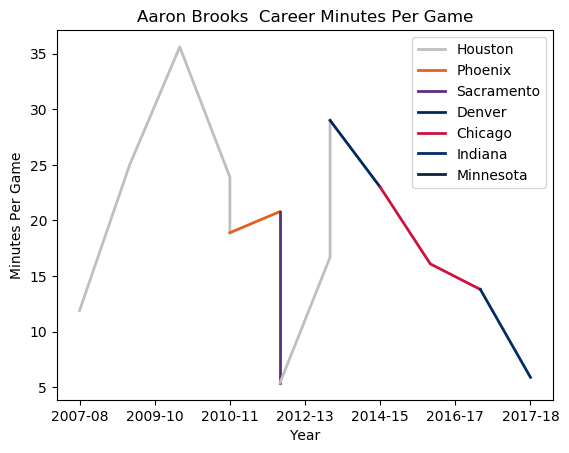 Aaron Brooks  Career Minutes Per Game
Minutes Per Game
35
30
25
20
15
10
5
Houston
Phoenix
Sacramento
Denver
Chicago
Indiana
Minnesota
2007-08 2009-10 2010-11 2012-13 2014-15 2016-17 2017-18
Year